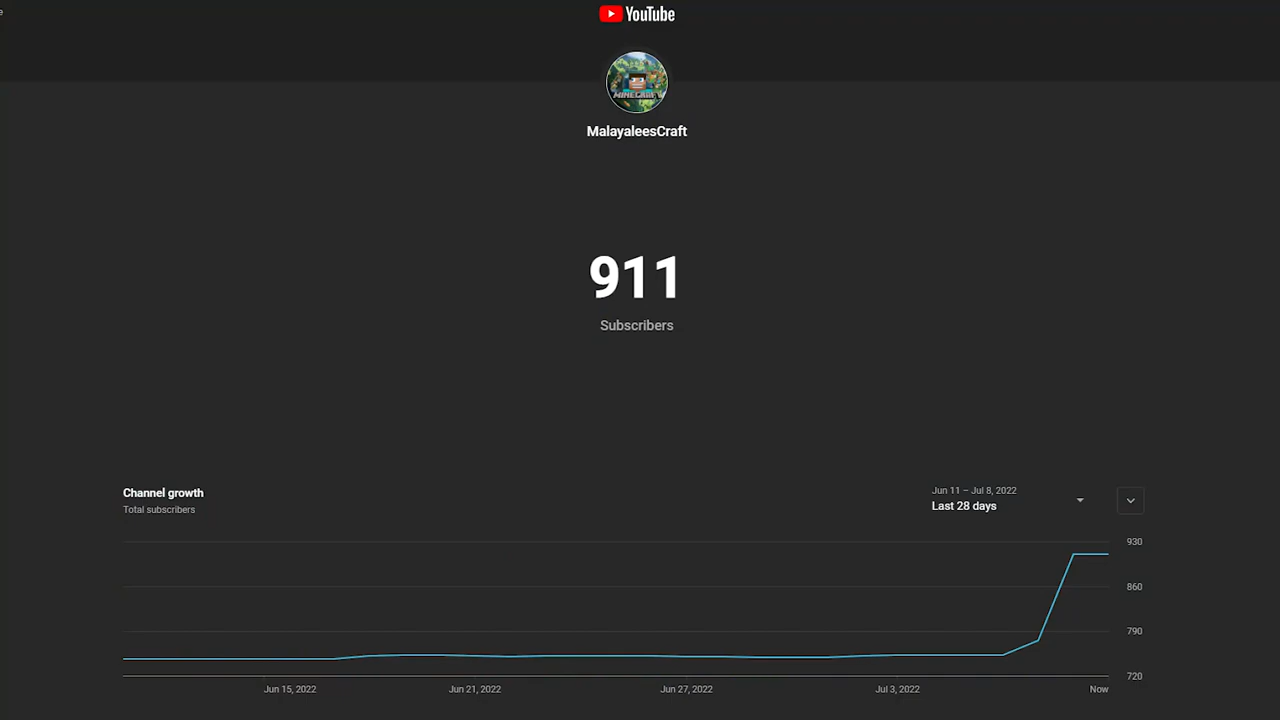 e
YouTube
MINECRAFT
MalayaleesCraft
911
Subscribers
Channel growth
Total subscribers
Jun 11 – Jul 8, 2022
Last 28 days
930
860
790
720
Jun 15, 2022
Jun 21, 2022
Jun 27, 2022
Jul 3, 2022
Now